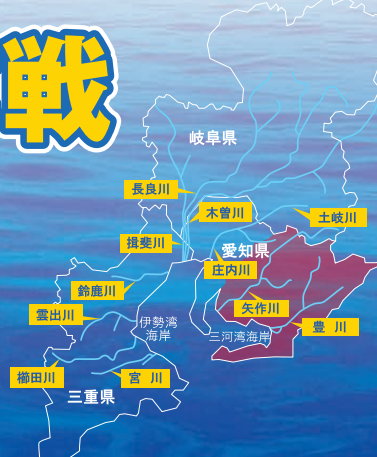 戦
岐阜県
長良川
木曽川
土岐川
揖斐川
愛知県
庄内川
鈴鹿川
矢作川
雲出川
伊勢湾
海岸
豊 川
三河湾海岸
櫛田川
宮 川
三重県